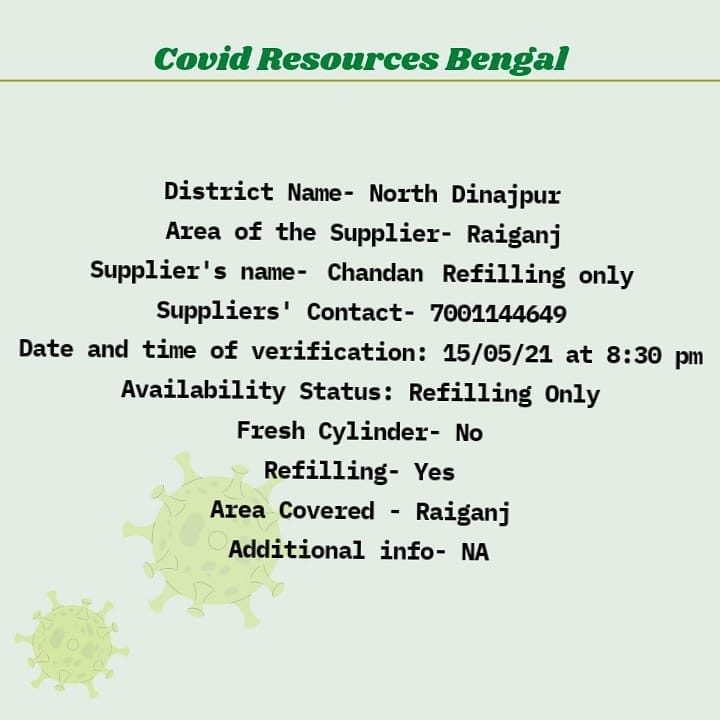 Covid Resources Bengal
District Name- North Dinajpur
Area of the Supplier- Raiganj
Supplier's name- Chandan Refilling only
Suppliers' Contact- 7001144649
Date and time of verification: 15/05/21 at 8:30 pm
Availability Status: Refilling Only
Fresh Cylinder- No
Refilling- Yes
Area Covered - Raiganj
Additional info- NA